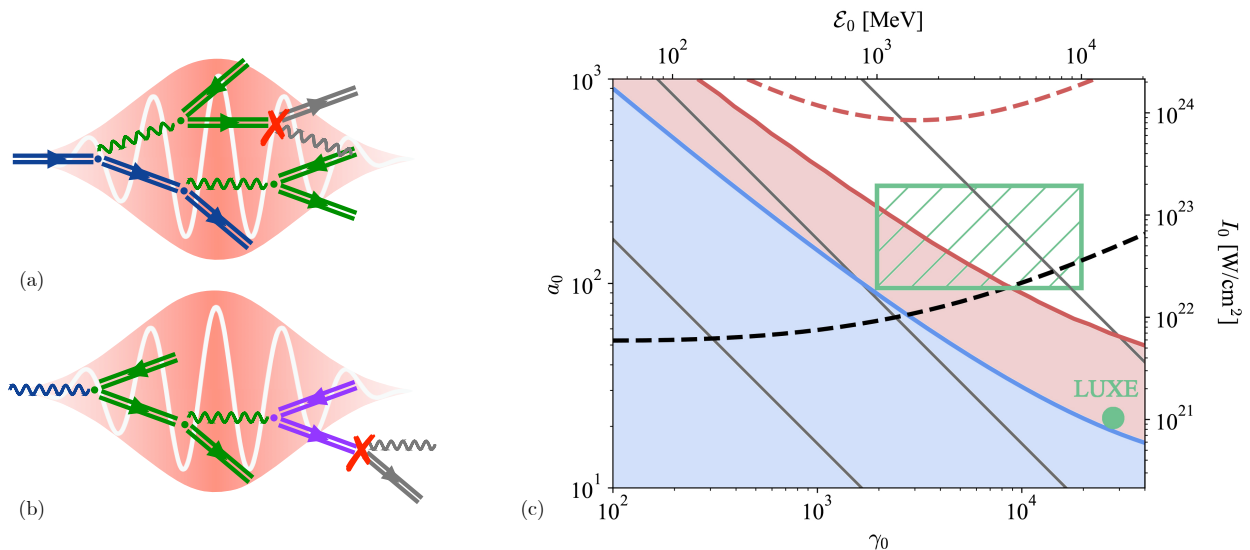 (a)
(b)
(c)
ℰ₀ [MeV]
10² 10³ 10⁴
a₀
10³
10²
10¹
I₀ [W/cm²]
10²⁴
10²³
10²²
10²¹
LUXE
10² 10³ 10⁴
γ₀